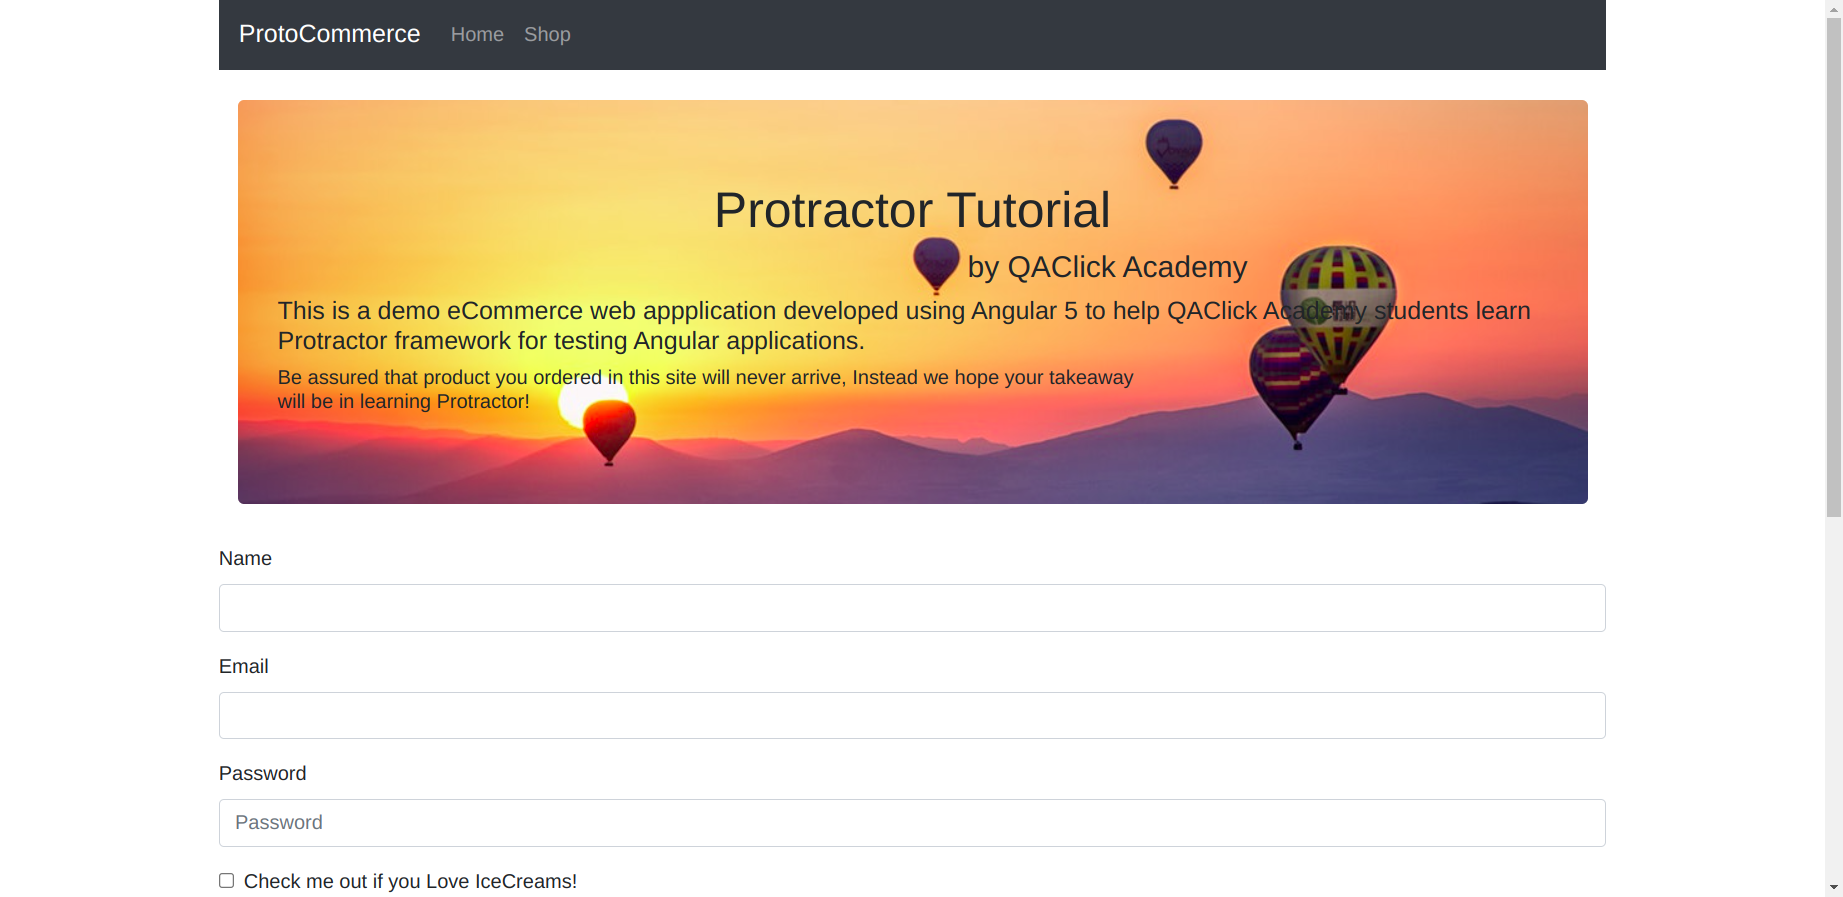 ProtoCommerce Home Shop
Protractor Tutorial
by QAClick Academy
This is a demo eCommerce web appplication developed using Angular 5 to help QAClick Academy students learn
Protractor framework for testing Angular applications.
Be assured that product you ordered in this site will never arrive, Instead we hope your takeaway
will be in learning Protractor!
Name
Email
Password
Password
Check me out if you Love IceCreams!